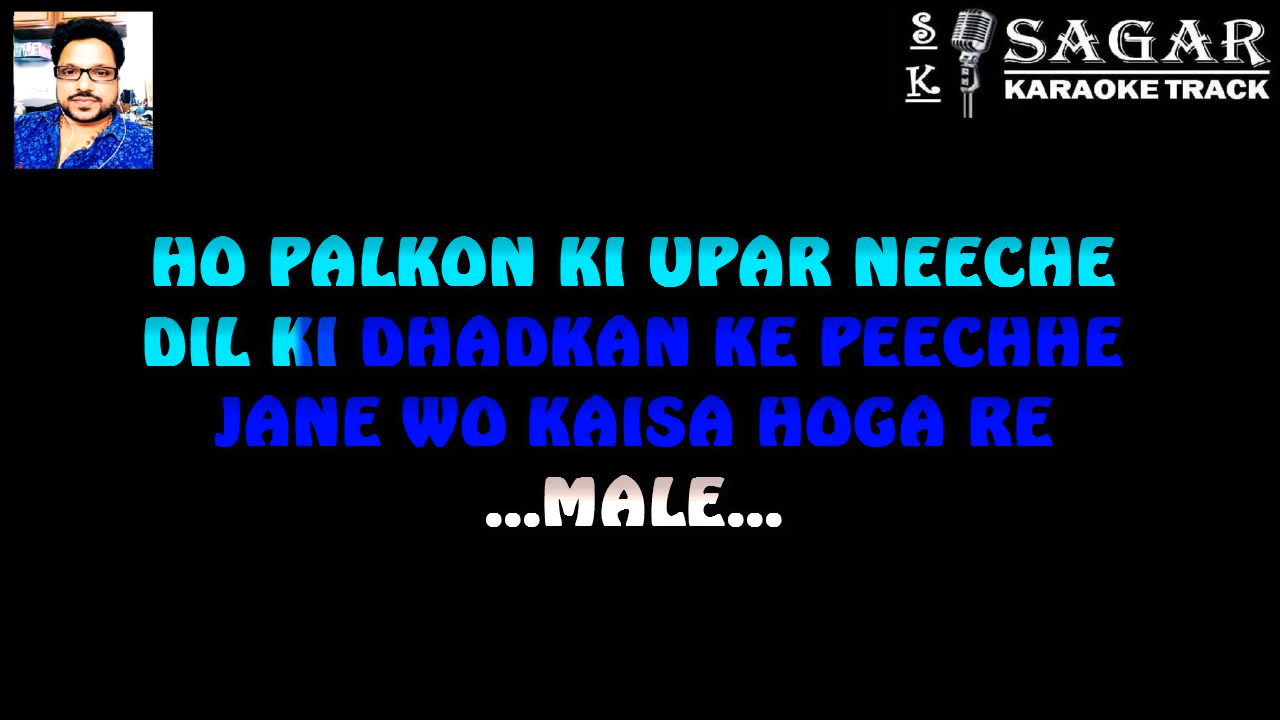 S K
SAGAR
KARAOKE TRACK
HO PALKON KI UPAR NEECHE
DIL KI DHADKAN KE PEECHHE
JANE WO KAISA HOGA RE
...MALE...